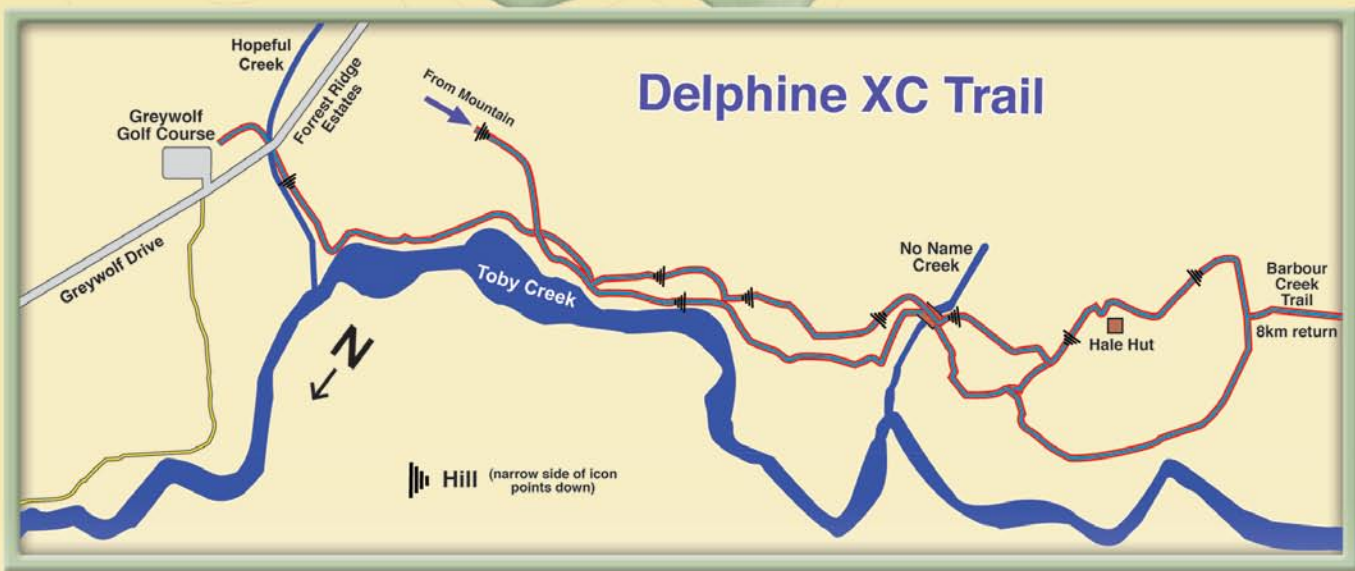 Delphine XC Trail
Hopeful
Creek
Greywolf
Golf Course
Forrest Ridge
Estates
From Mountain
Greywolf Drive
Toby Creek
No Name
Creek
Barbour
Creek
Trail
8km return
Hale Hut
N
Hill (narrow side of icon
points down)